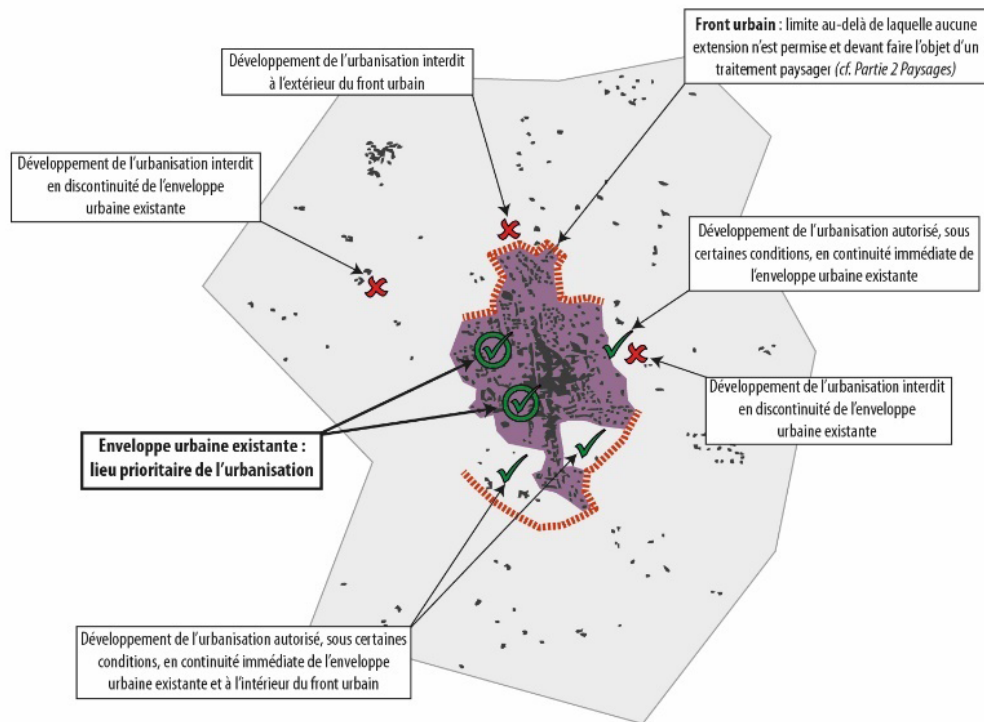 Front urbain : limite au-delà de laquelle aucune
extension n'est permise et devant faire l'objet d'un
traitement paysager (cf. Partie 2 Paysages)
Développement de l'urbanisation interdit
à l'extérieur du front urbain
Développement de l'urbanisation interdit
en discontinuité de l'enveloppe
urbaine existante
Développement de l'urbanisation autorisé, sous
certaines conditions, en continuité immédiate de
l'enveloppe urbaine existante
Développement de l'urbanisation interdit
en discontinuité de l'enveloppe
urbaine existante
Enveloppe urbaine existante :
lieu prioritaire de l'urbanisation
Développement de l'urbanisation autorisé, sous certaines
conditions, en continuité immédiate de l'enveloppe
urbaine existante et à l'intérieur du front urbain